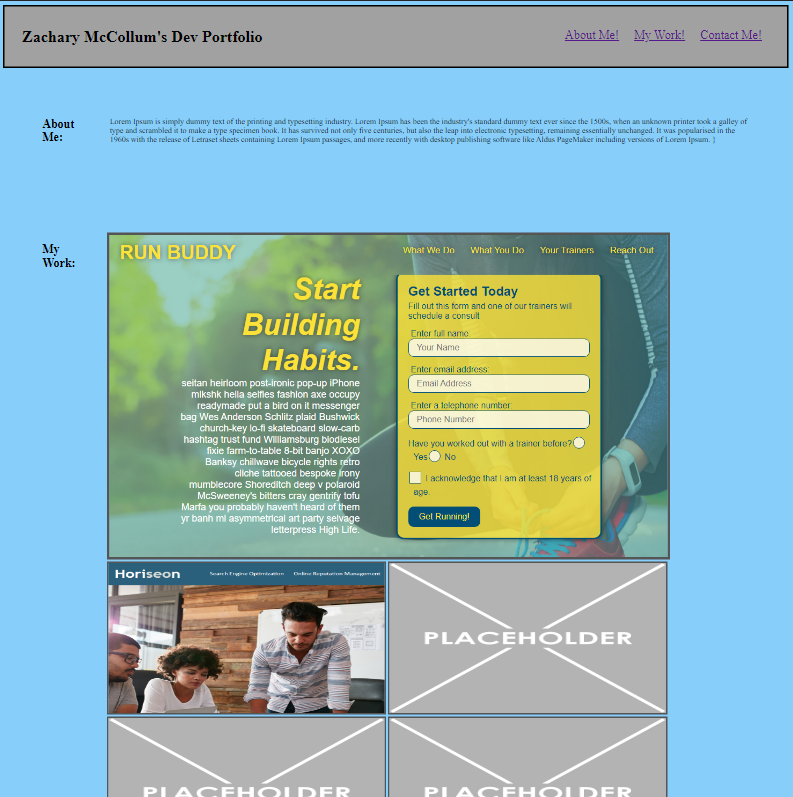 Zachary McCollum's Dev Portfolio
About Me! My Work! Contact Me!
About
Me:
Lorem Ipsum is simply dummy text of the printing and typesetting industry. Lorem Ipsum has been the industry's standard dummy text ever since the 1500s, when an unknown printer took a galley of
type and scrambled it to make a type specimen book. It has survived not only five centuries, but also the leap into electronic typesetting, remaining essentially unchanged. It was popularised in the
1960s with the release of Letraset sheets containing Lorem Ipsum passages, and more recently with desktop publishing software like Aldus PageMaker including versions of Lorem Ipsum. }
My
Work:
RUN BUDDY
What We Do What You Do Your Trainers Reach Out
Start
Building
Habits.
seitan heirloom post-ironic pop-up iPhone
mikshk hella selfies fashion axe occupy
readymade put a bird on it messenger
bag Wes Anderson Schlitz plaid Bushwick
church-key lo-fi skateboard slow-carb
hashtag trust fund Williamsburg biodiesel
fixie farm-to-table 8-bit banjo XOXO
Banksy chillwave bicycle rights retro
cliche tattooed bespoke irony
mumblecore Shoreditch deep v polaroid
McSweeney's bitters cray gentrify tofu
Marfa you probably haven't heard of them
yr banh mi asymmetrical art party selvage
letterpress High Life.
Get Started Today
Fill out this form and one of our trainers will
schedule a consult
Enter full name:
Your Name
Enter email address:
Email Address
Enter a telephone number:
Phone Number
Have you worked out with a trainer before?
Yes No
I acknowledge that I am at least 18 years of
age.
Get Running!
Horiseon
Search Engine Optimization Online Reputation Management
PLACEHOLDER
PLACEHOLDER
PLACEHOLDER